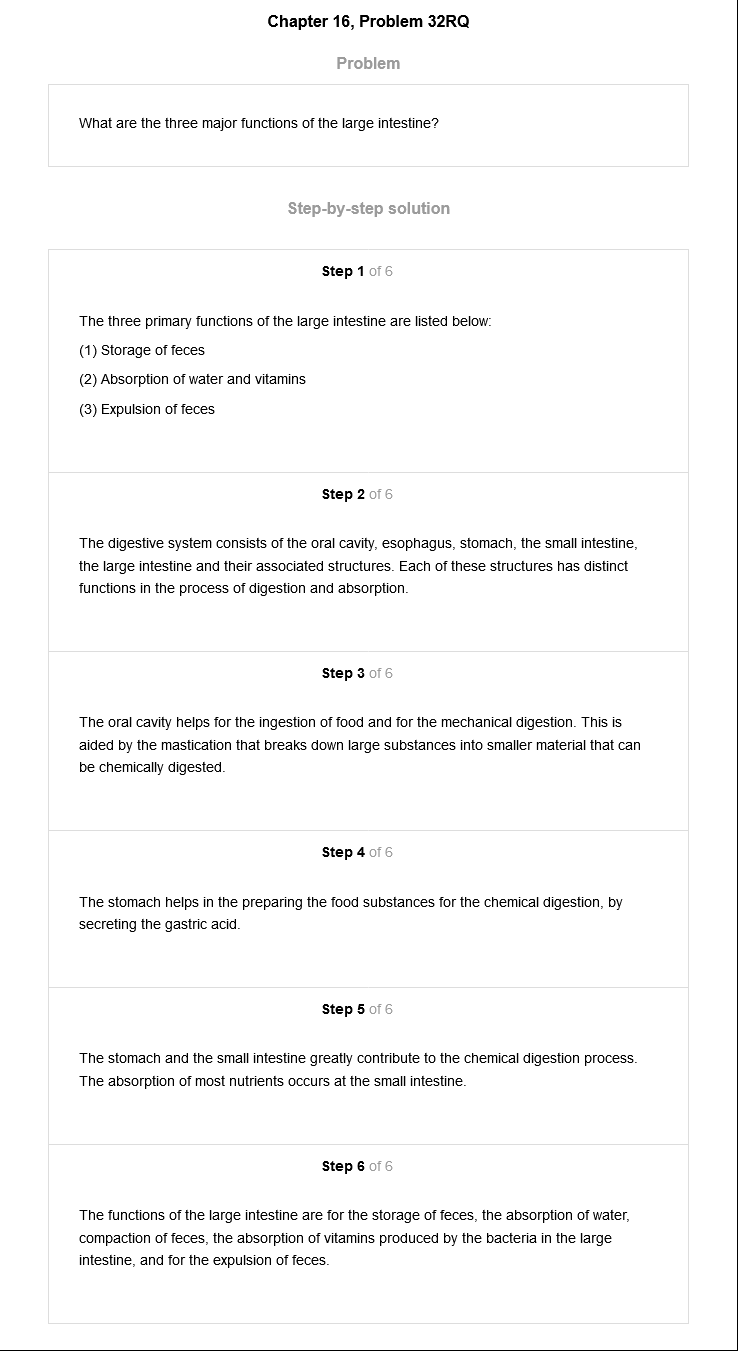 Chapter 16, Problem 32RQ
Problem
What are the three major functions of the large intestine?
Step-by-step solution
Step 1 of 6
The three primary functions of the large intestine are listed below:
(1) Storage of feces
(2) Absorption of water and vitamins
(3) Expulsion of feces
Step 2 of 6
The digestive system consists of the oral cavity, esophagus, stomach, the small intestine,
the large intestine and their associated structures. Each of these structures has distinct
functions in the process of digestion and absorption.
Step 3 of 6
The oral cavity helps for the ingestion of food and for the mechanical digestion. This is
aided by the mastication that breaks down large substances into smaller material that can
be chemically digested.
Step 4 of 6
The stomach helps in the preparing the food substances for the chemical digestion, by
secreting the gastric acid.
Step 5 of 6
The stomach and the small intestine greatly contribute to the chemical digestion process.
The absorption of most nutrients occurs at the small intestine.
Step 6 of 6
The functions of the large intestine are for the storage of feces, the absorption of water,
compaction of feces, the absorption of vitamins produced by the bacteria in the large
intestine, and for the expulsion of feces.